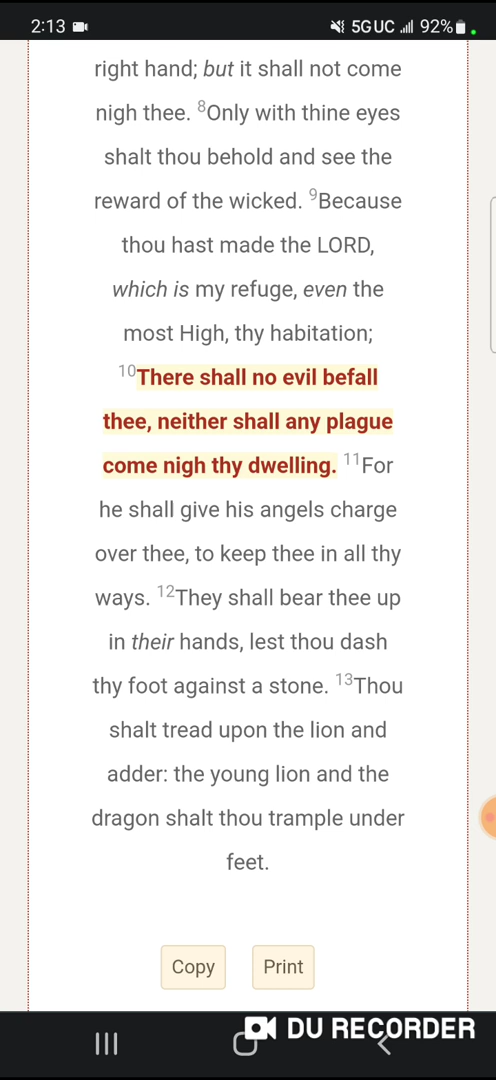 2:13 5GUC 92%
right hand; but it shall not come
nigh thee. 8Only with thine eyes
shalt thou behold and see the
reward of the wicked. 9Because
thou hast made the LORD,
which is my refuge, even the
most High, thy habitation;
10There shall no evil befall
thee, neither shall any plague
come nigh thy dwelling. 11For
he shall give his angels charge
over thee, to keep thee in all thy
ways. 12They shall bear thee up
in their hands, lest thou dash
thy foot against a stone. 13Thou
shalt tread upon the lion and
adder: the young lion and the
dragon shalt thou trample under
feet.
Copy Print
DU RECORDER